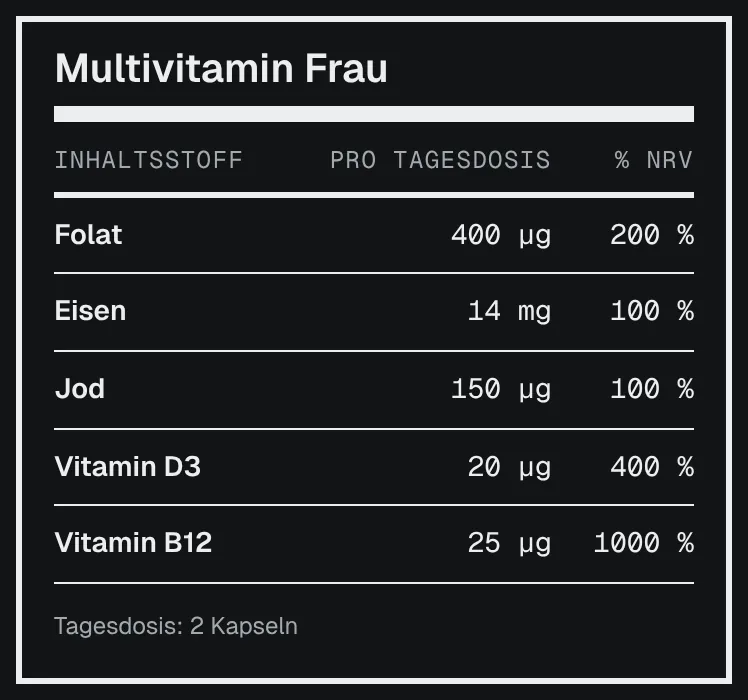 Multivitamin Frau
INHALTSSTOFF PRO TAGESDOSIS % NRV
Folat 400 µg 200 %
Eisen 14 mg 100 %
Jod 150 µg 100 %
Vitamin D3 20 µg 400 %
Vitamin B12 25 µg 1000 %
Tagesdosis: 2 Kapseln